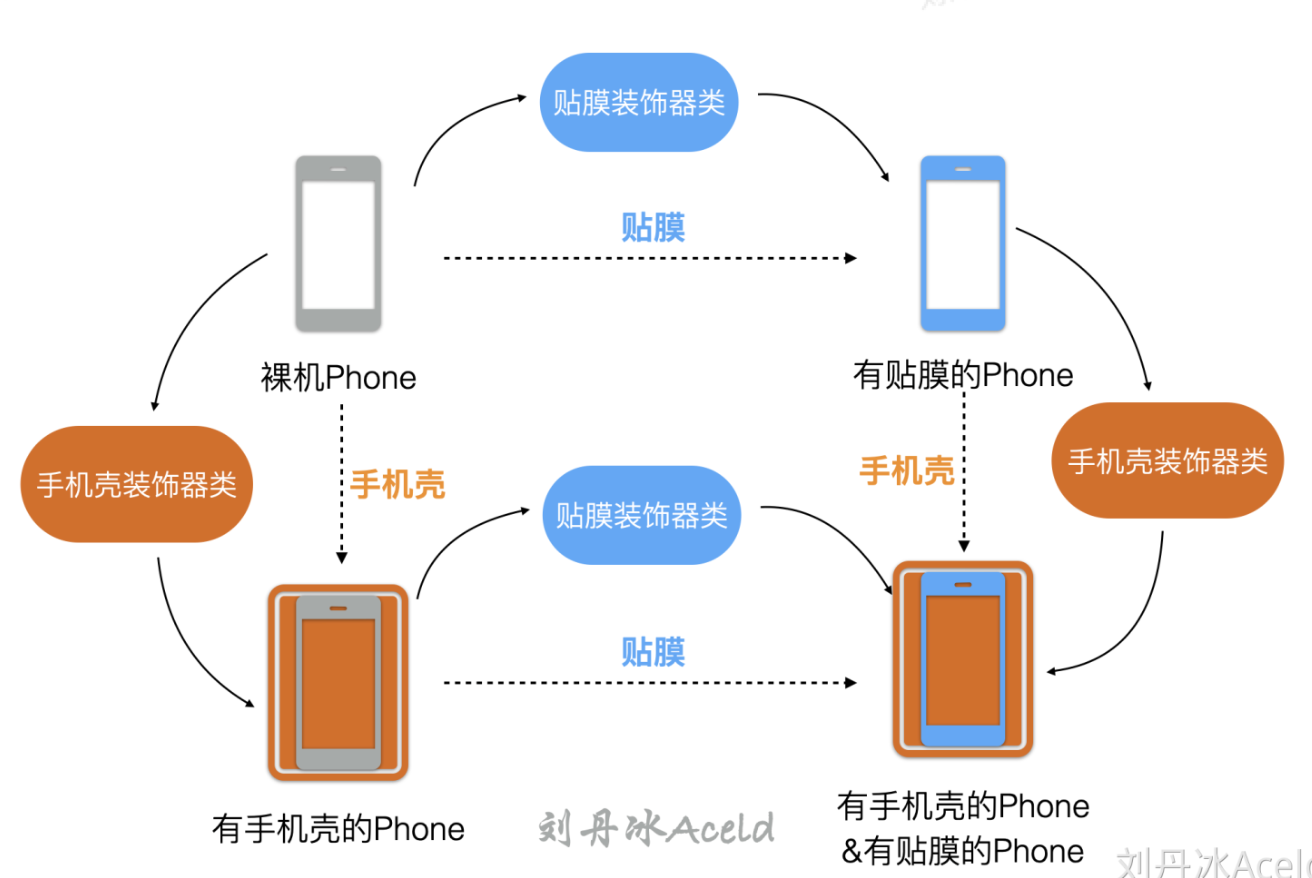 贴膜装饰器类
贴膜
裸机Phone
有贴膜的Phone
手机壳装饰器类
手机壳
手机壳
手机壳装饰器类
贴膜装饰器类
贴膜
有手机壳的Phone
有手机壳的Phone
&有贴膜的Phone
刘丹冰Aceld
刘丹冰Aceld